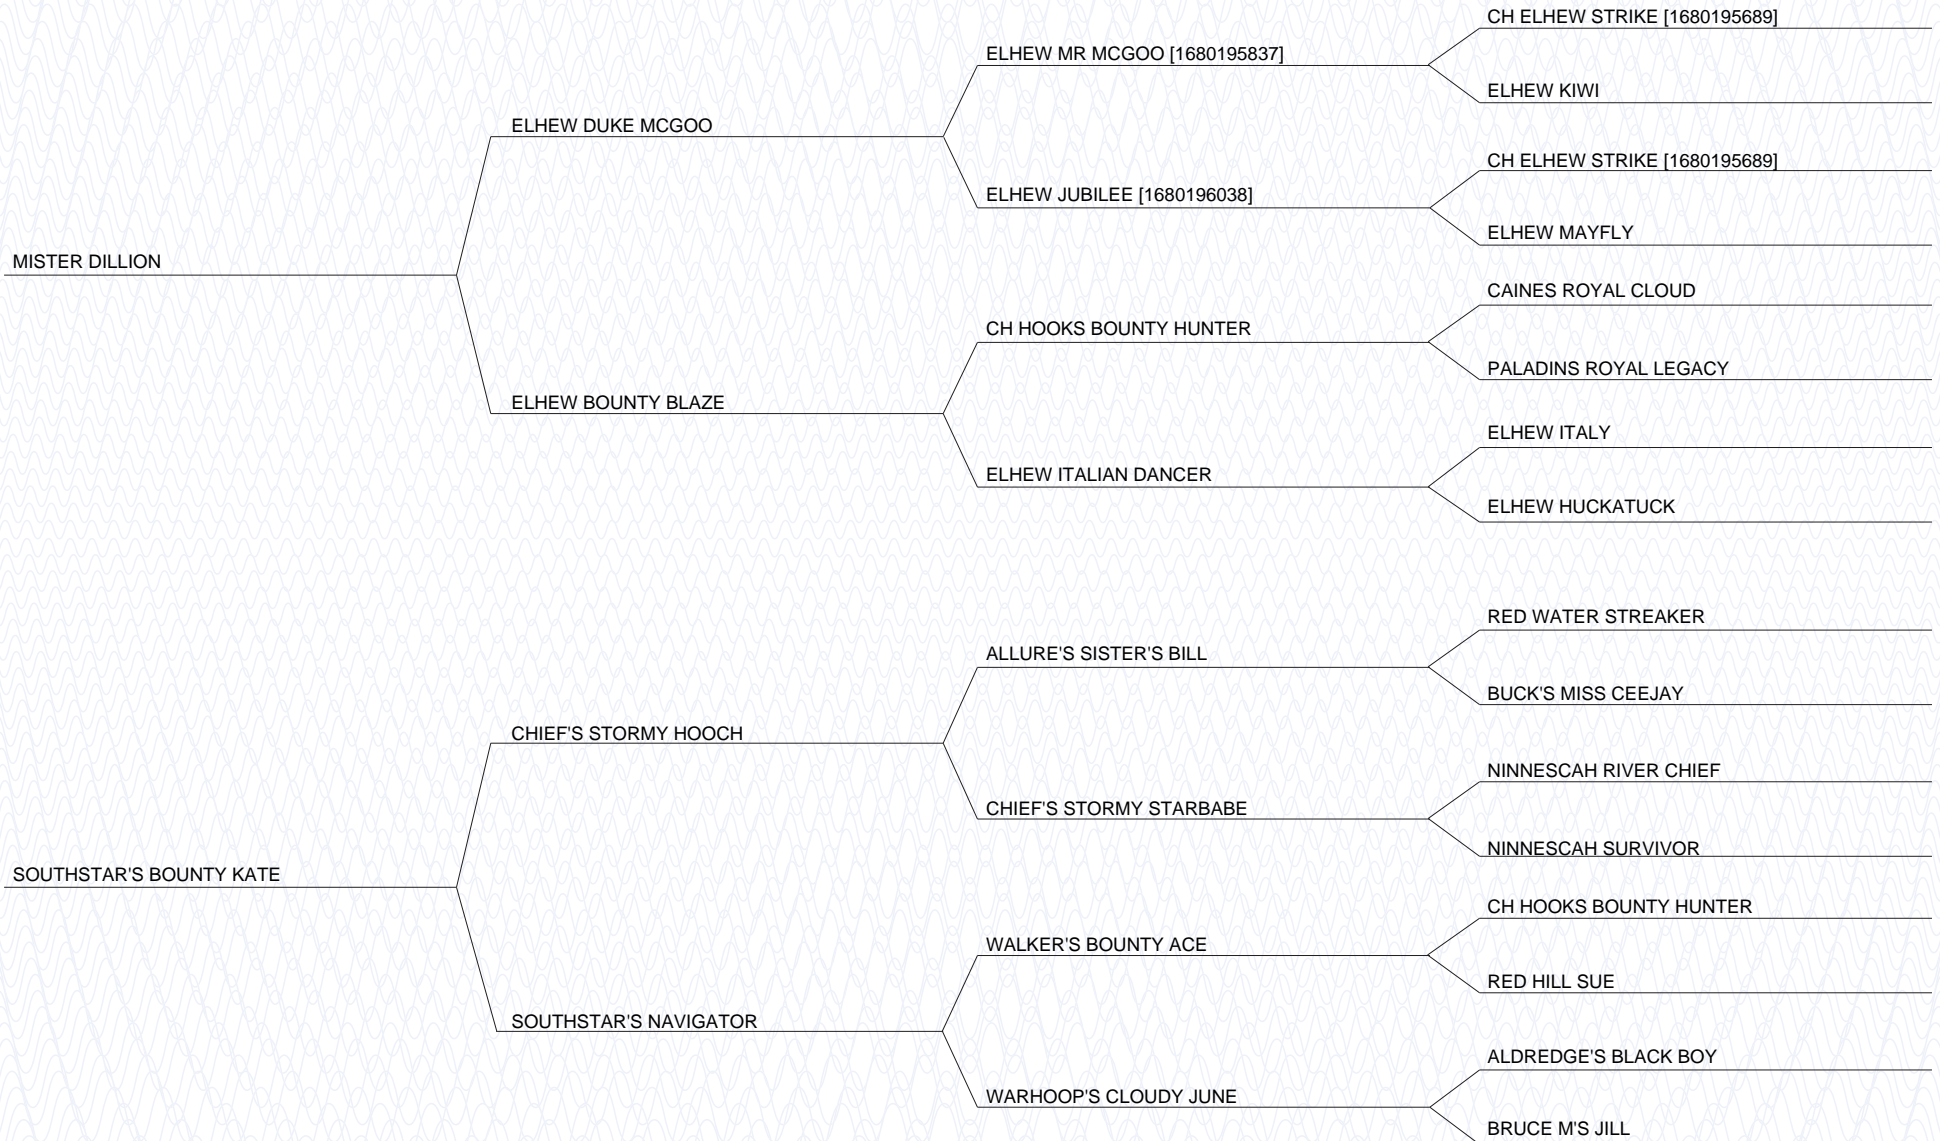 CH ELHEW STRIKE [1680195689]
ELHEW MR MCGOO [1680195837]
ELHEW KIWI
ELHEW DUKE MCGOO
CH ELHEW STRIKE [1680195689]
ELHEW JUBILEE [1680196038]
ELHEW MAYFLY
MISTER DILLION
CAINES ROYAL CLOUD
CH HOOKS BOUNTY HUNTER
PALADINS ROYAL LEGACY
ELHEW BOUNTY BLAZE
ELHEW ITALY
ELHEW ITALIAN DANCER
ELHEW HUCKATUCK
RED WATER STREAKER
ALLURE'S SISTER'S BILL
BUCK'S MISS CEEJAY
CHIEF'S STORMY HOOCH
NINNESCAH RIVER CHIEF
CHIEF'S STORMY STARBABE
NINNESCAH SURVIVOR
SOUTHSTAR'S BOUNTY KATE
CH HOOKS BOUNTY HUNTER
WALKER'S BOUNTY ACE
RED HILL SUE
SOUTHSTAR'S NAVIGATOR
ALDREDGE'S BLACK BOY
WARHOOP'S CLOUDY JUNE
BRUCE M'S JILL